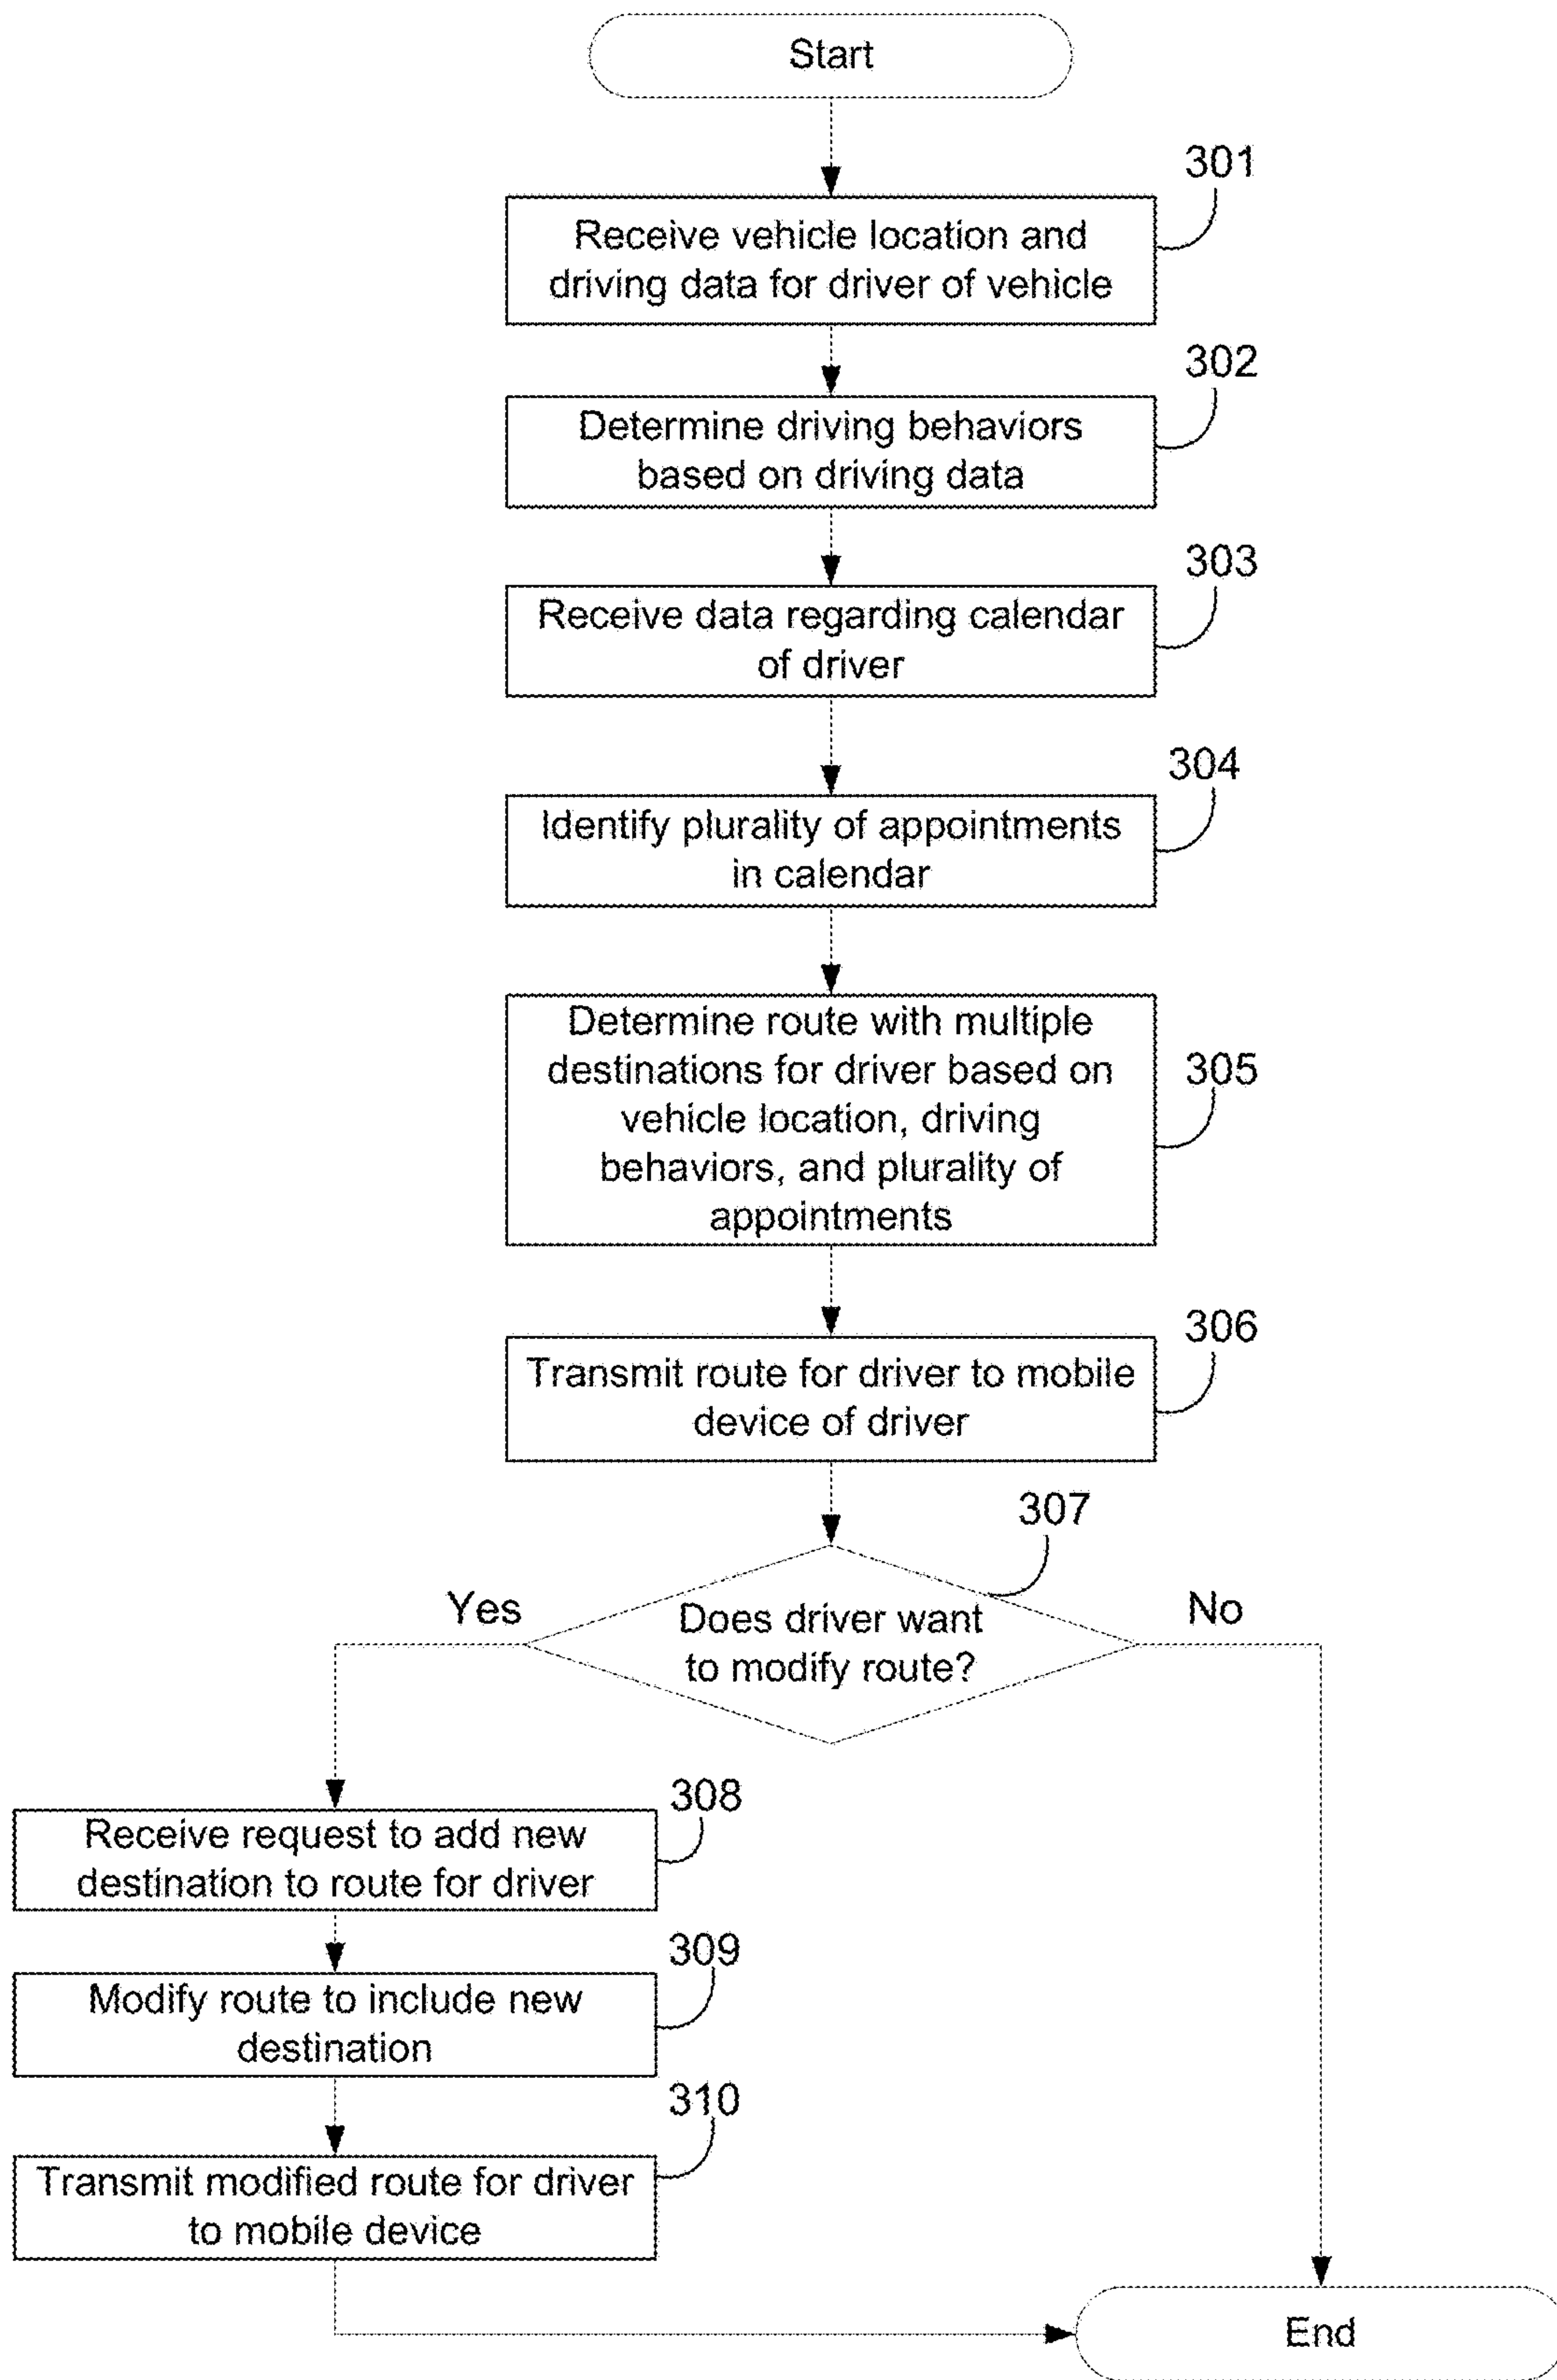 Start
301
Receive vehicle location and
driving data for driver of vehicle
302
Determine driving behaviors
based on driving data
303
Receive data regarding calendar
of driver
304
Identify plurality of appointments
in calendar
Determine route with multiple
destinations for driver based on
vehicle location, driving
behaviors, and plurality of
appointments
305
306
Transmit route for driver to mobile
device of driver
307
Yes
Does driver want
to modify route?
No
308
Receive request to add new
destination to route for driver
309
Modify route to include new
destination
310
Transmit modified route for driver
to mobile device
End